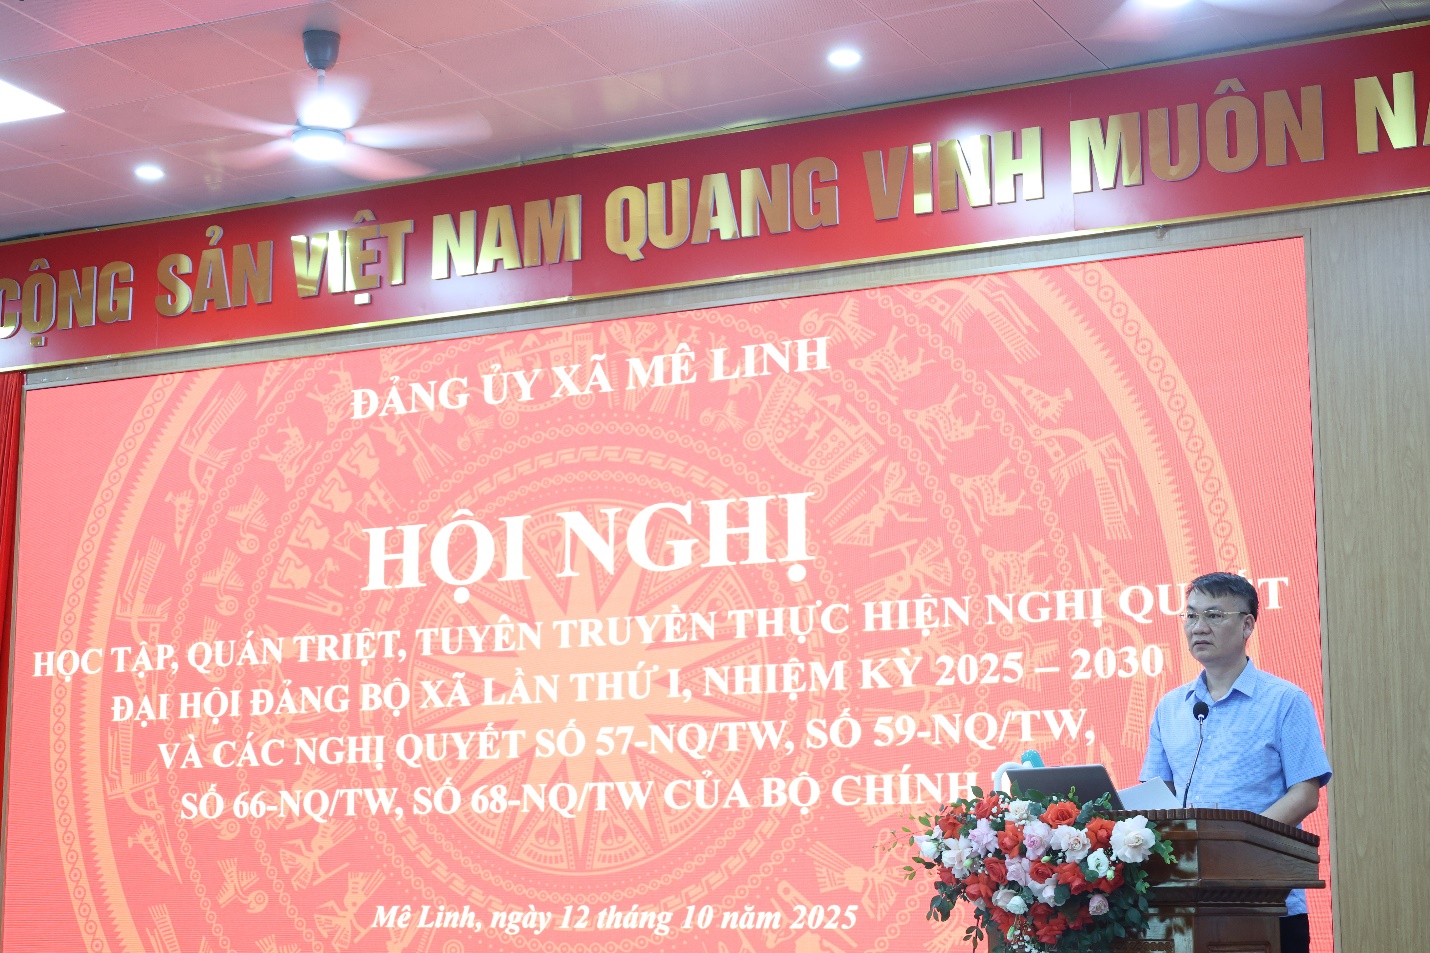 CỘNG SẢN VIỆT NAM QUANG VINH MUÔN
ĐẢNG ỦY XÃ MÊ LINH
HỘI NGHỊ
HỌC TẬP, QUÁN TRIỆT, TUYÊN TRUYỀN THỰC HIỆN NGHỊ
ĐẠI HỘI ĐẢNG BỘ XÃ LẦN THỨ I, NHIỆM KỲ 2025 – 2030
VÀ CÁC NGHỊ QUYẾT SỐ 57-NQ/TW, SỐ 59-NQ/TW,
SỐ 66-NQ/TW, SỐ 68-NQ/TW CỦA BỘ CHÍNH
Mê Linh, ngày 12 tháng 10 năm 2025